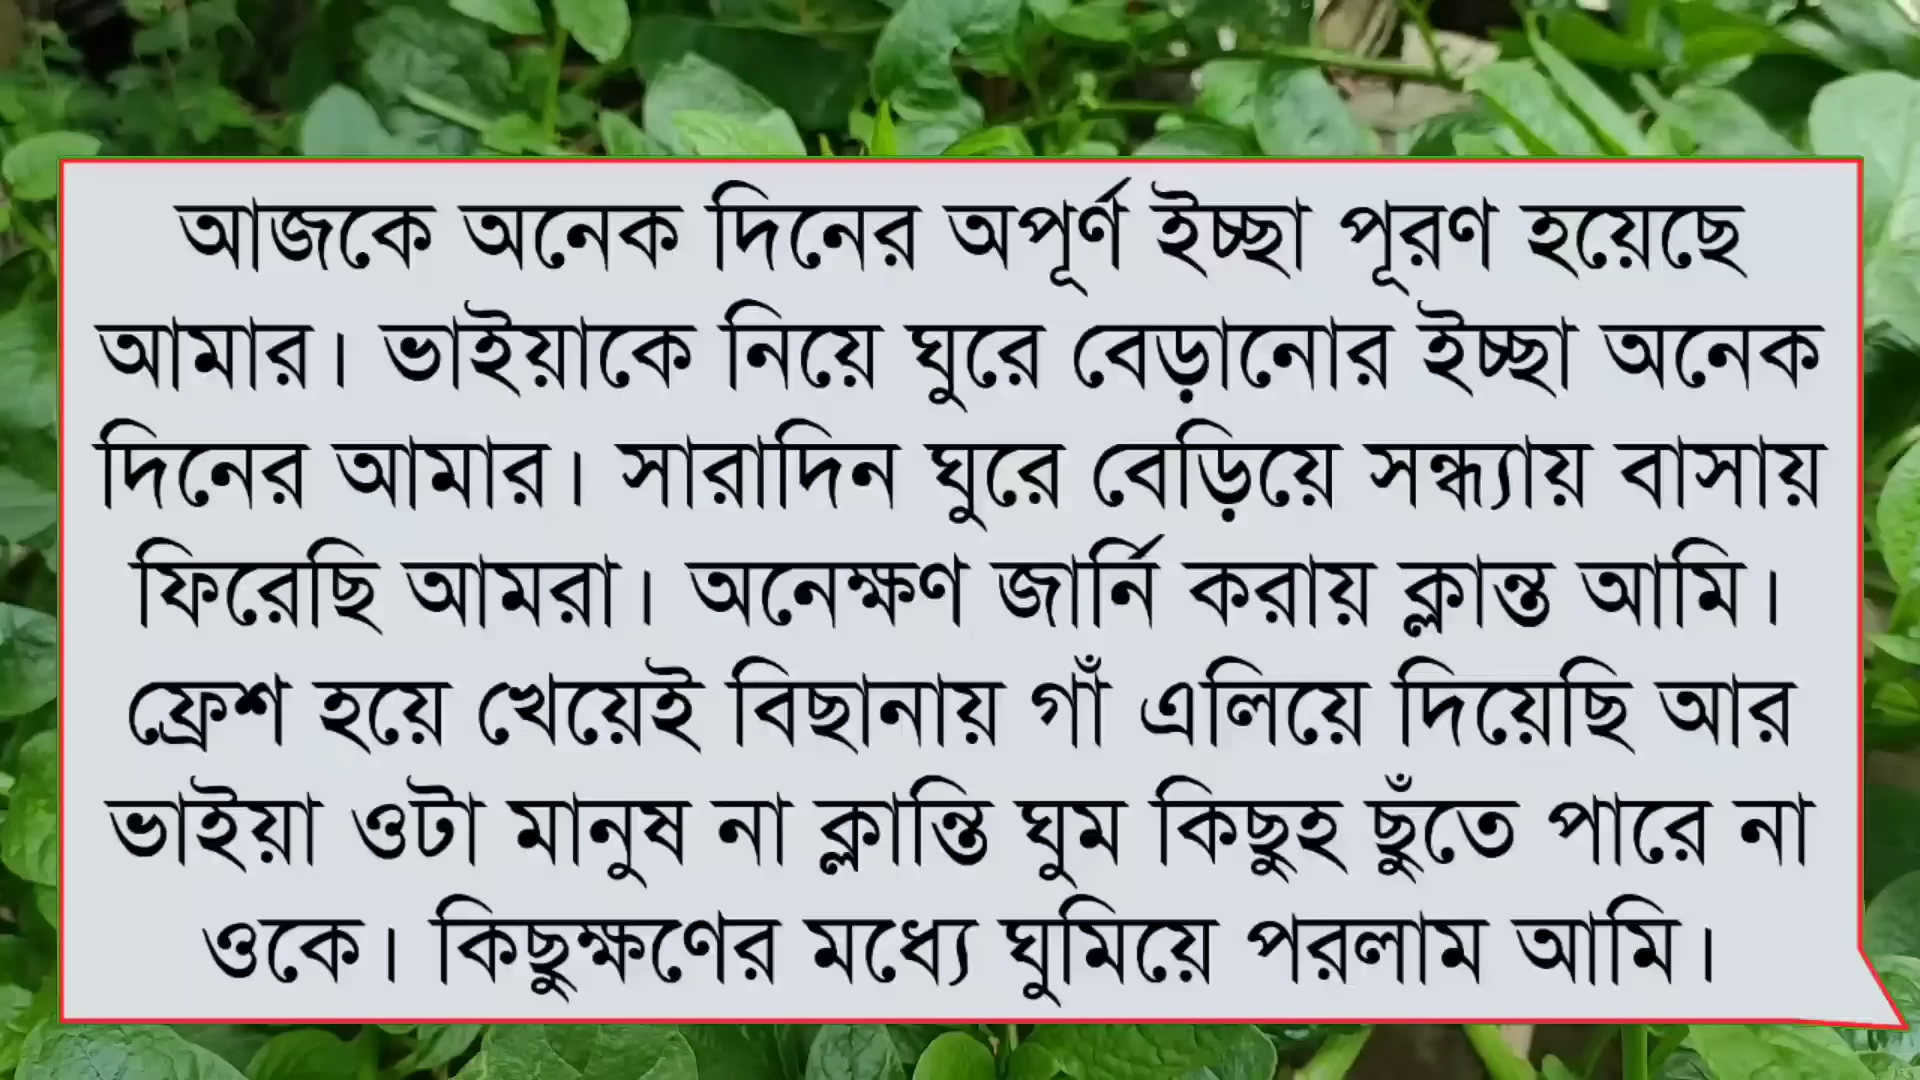 আজকে অনেক দিনের অপূর্ণ ইচ্ছা পূরণ হয়েছে
আমার। ভাইয়াকে নিয়ে ঘুরে বেড়ানোর ইচ্ছা অনেক
দিনের আমার। সারাদিন ঘুরে বেড়িয়ে সন্ধ্যায় বাসায়
ফিরেছি আমরা। অনেক্ষণ জার্নি করায় ক্লান্ত আমি।
ফ্রেশ হয়ে খেয়েই বিছানায় গাঁ এলিয়ে দিয়েছি আর
ভাইয়া ওটা মানুষ না ক্লান্তি ঘুম কিছুহ ছুঁতে পারে না
ওকে। কিছুক্ষণের মধ্যে ঘুমিয়ে পরলাম আমি।